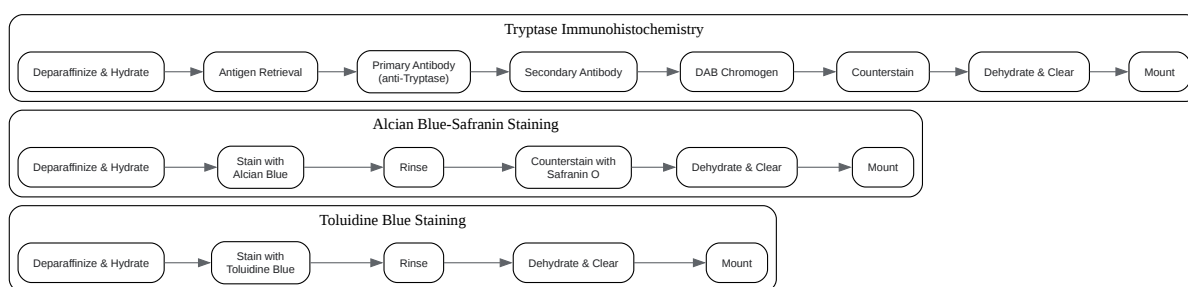 Tryptase Immunohistochemistry
Deparaffinize & Hydrate
Antigen Retrieval
Primary Antibody
(anti-Tryptase)
Secondary Antibody
DAB Chromogen
Counterstain
Dehydrate & Clear
Mount
Alcian Blue-Safranin Staining
Deparaffinize & Hydrate
Stain with
Alcian Blue
Rinse
Counterstain with
Safranin O
Dehydrate & Clear
Mount
Toluidine Blue Staining
Deparaffinize & Hydrate
Stain with
Toluidine Blue
Rinse
Dehydrate & Clear
Mount